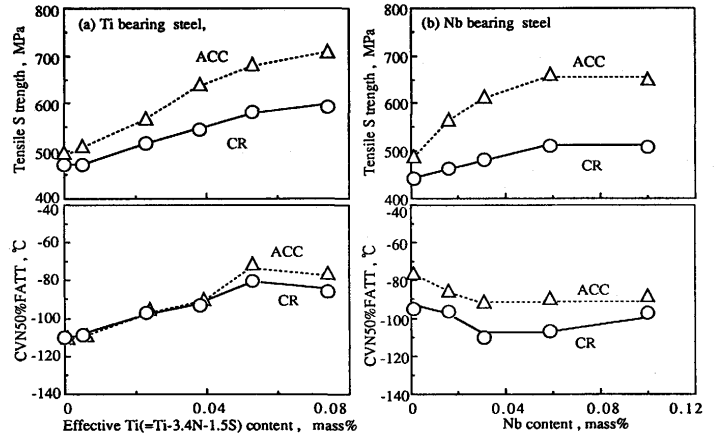 (a) Ti bearing steel,
Tensile S trength , MPa
800
700
600
500
400
ACC
CR
CVN50%FATT , ℃
-40
-60
-80
-100
-120
-140
ACC
CR
0 0.04 0.08
Effective Ti(=Ti-3.4N-1.5S) content , mass%
(b) Nb bearing steel
Tensile S trength , MPa
800
700
600
500
400
ACC
CR
CVN50%FATT , ℃
-40
-60
-80
-100
-120
-140
ACC
CR
0 0.04 0.08 0.12
Nb content , mass%